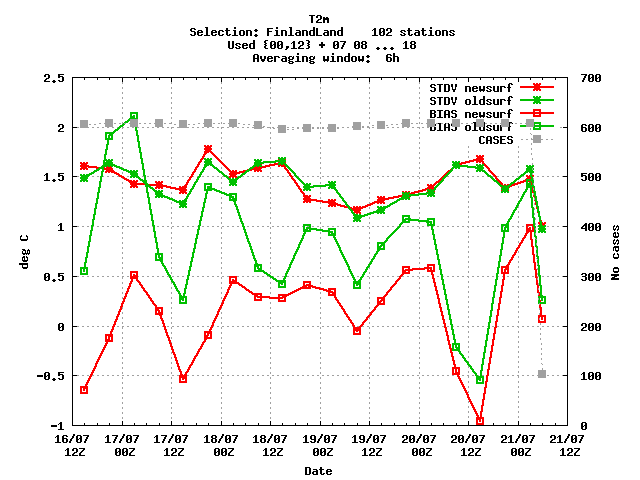 T2m
Selection: FinlandLand 102 stations
Used {00,12} + 07 08 ... 18
Averaging window: 6h
2.5
2
1.5
1
0.5
0
-0.5
-1
deg C
700
600
500
400
300
200
100
0
No cases
STDV newsurf
STDV oldsurf
BIAS newsurf
BIAS oldsurf
CASES
16/07 17/07 17/07 18/07 18/07 19/07 19/07 20/07 20/07 21/07 21/07
12Z 00Z 12Z 00Z 12Z 00Z 12Z 00Z 12Z 00Z 12Z
Date